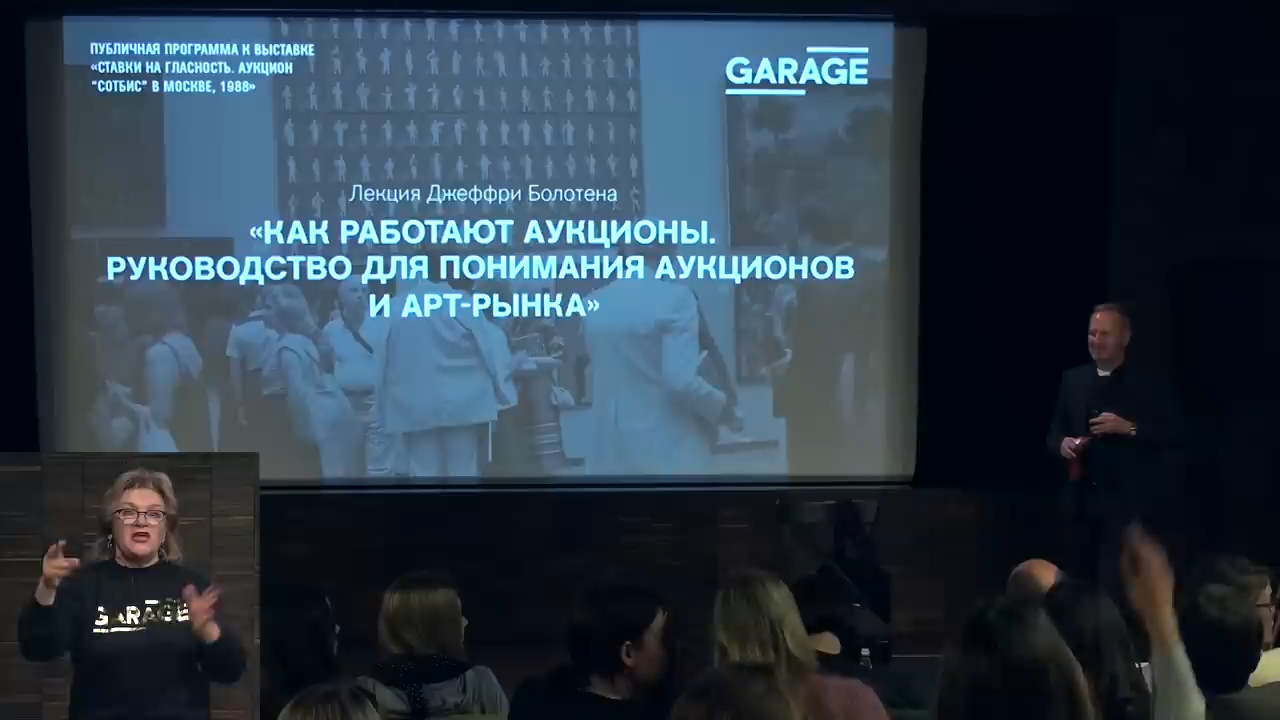 ПУБЛИЧНАЯ ПРОГРАММА К ВЫСТАВКЕ
«СТАВКИ НА ГЛАСНОСТЬ. АУКЦИОН
"СОТБИС" В МОСКВЕ, 1988»
GARAGE
Лекция Джеффри Болотена
«КАК РАБОТАЮТ АУКЦИОНЫ.
РУКОВОДСТВО ДЛЯ ПОНИМАНИЯ АУКЦИОНОВ
И АРТ-РЫНКА»
GARAGE